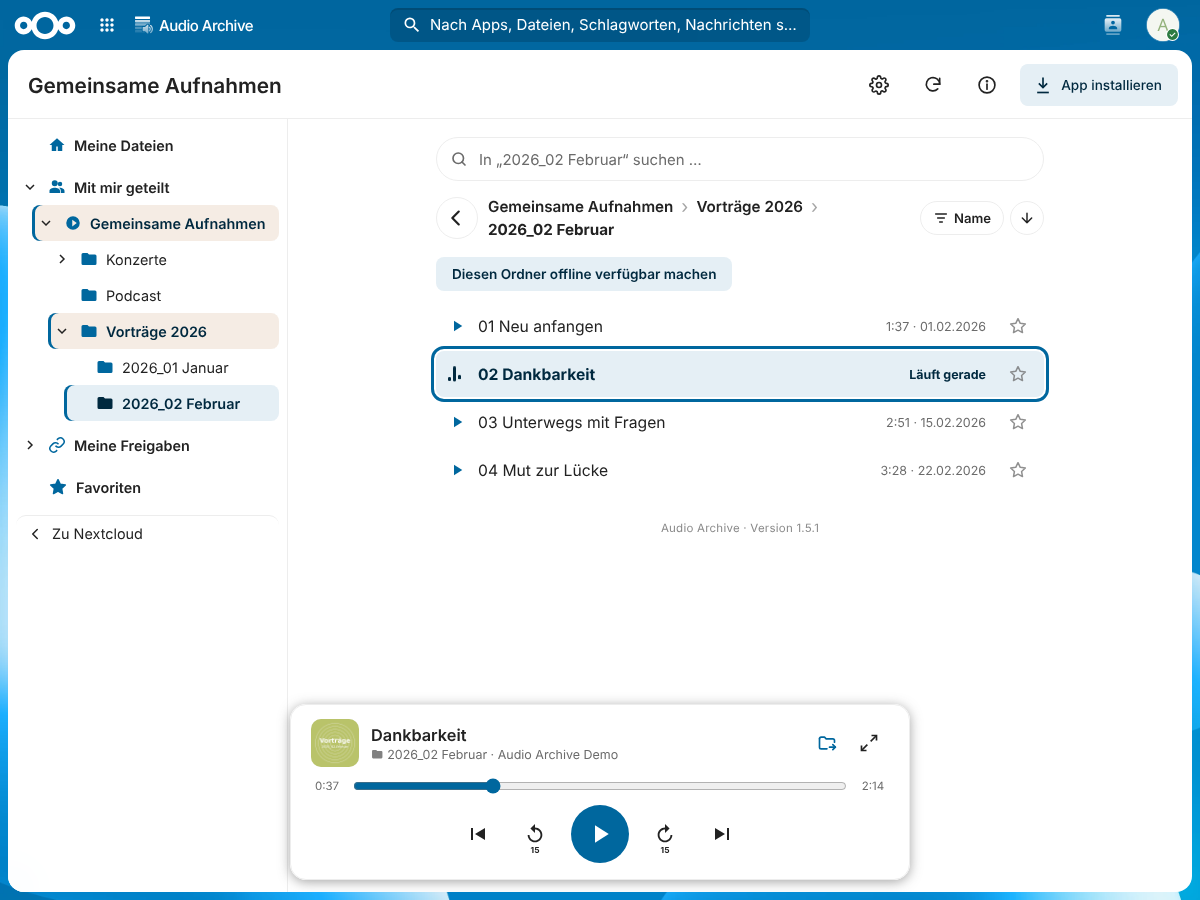 Audio Archive
Nach Apps, Dateien, Schlagworten, Nachrichten s...
A
Gemeinsame Aufnahmen
App installieren
Meine Dateien
Mit mir geteilt
Gemeinsame Aufnahmen
Konzerte
Podcast
Vorträge 2026
2026_01 Januar
2026_02 Februar
Meine Freigaben
Favoriten
Zu Nextcloud
In „2026_02 Februar“ suchen ...
Gemeinsame Aufnahmen › Vorträge 2026 ›
2026_02 Februar
Name
Diesen Ordner offline verfügbar machen
01 Neu anfangen 1:37 · 01.02.2026
02 Dankbarkeit Läuft gerade
03 Unterwegs mit Fragen 2:51 · 15.02.2026
04 Mut zur Lücke 3:28 · 22.02.2026
Audio Archive · Version 1.5.1
Vorträge
Dankbarkeit
2026_02 Februar · Audio Archive Demo
0:37 2:14
15 15